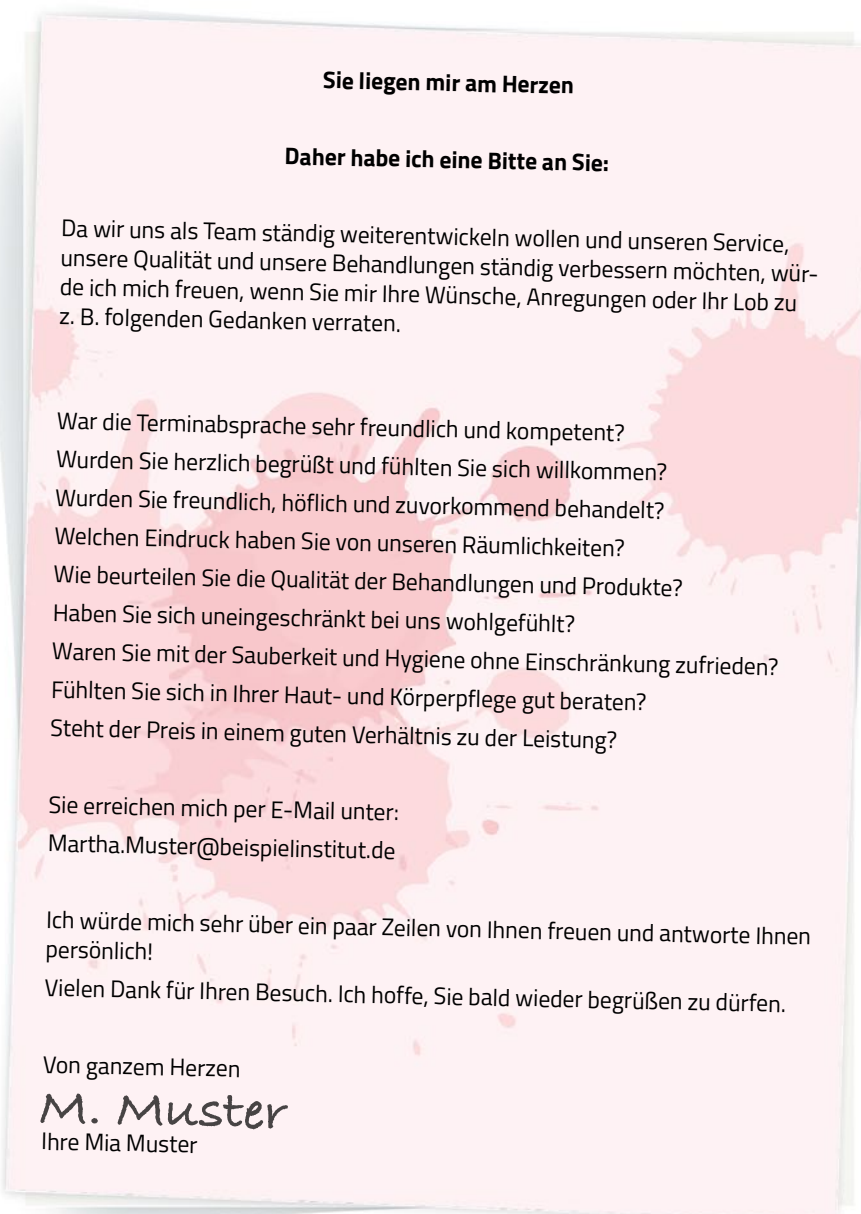 Sie liegen mir am Herzen
Daher habe ich eine Bitte an Sie:
Da wir uns als Team ständig weiterentwickeln wollen und unseren Service,
unsere Qualität und unsere Behandlungen ständig verbessern möchten, wür-
de ich mich freuen, wenn Sie mir Ihre Wünsche, Anregungen oder Ihr Lob zu
z. B. folgenden Gedanken verraten.
War die Terminabsprache sehr freundlich und kompetent?
Wurden Sie herzlich begrüßt und fühlten Sie sich willkommen?
Wurden Sie freundlich, höflich und zuvorkommend behandelt?
Welchen Eindruck haben Sie von unseren Räumlichkeiten?
Wie beurteilen Sie die Qualität der Behandlungen und Produkte?
Haben Sie sich uneingeschränkt bei uns wohlgefühlt?
Waren Sie mit der Sauberkeit und Hygiene ohne Einschränkung zufrieden?
Fühlten Sie sich in Ihrer Haut- und Körperpflege gut beraten?
Steht der Preis in einem guten Verhältnis zu der Leistung?
Sie erreichen mich per E-Mail unter:
Martha.Muster@beispielinstitut.de
Ich würde mich sehr über ein paar Zeilen von Ihnen freuen und antworte Ihnen
persönlich!
Vielen Dank für Ihren Besuch. Ich hoffe, Sie bald wieder begrüßen zu dürfen.
Von ganzem Herzen
M. Muster
Ihre Mia Muster